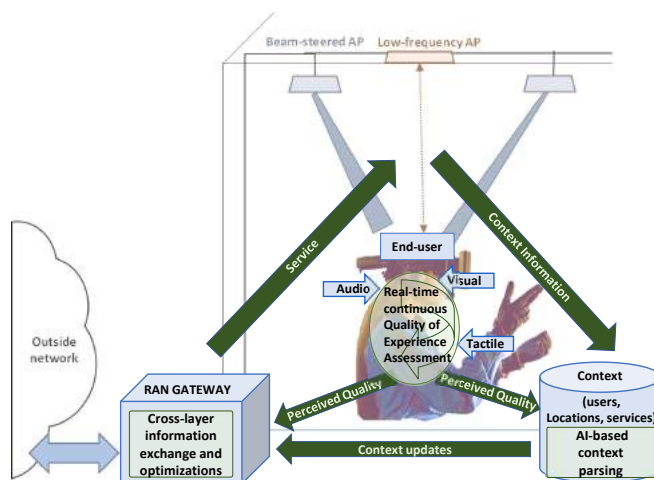 Beam-steered AP
Low-frequency AP
Service
Context Information
End-user
Audio
Visual
Real-time
continuous
Quality of
Experience
Assessment
Tactile
Outside
network
RAN GATEWAY
Cross-layer
information
exchange and
optimizations
Perceived Quality
Perceived Quality
Context
(users,
Locations, services)
AI-based
context
parsing
Context updates